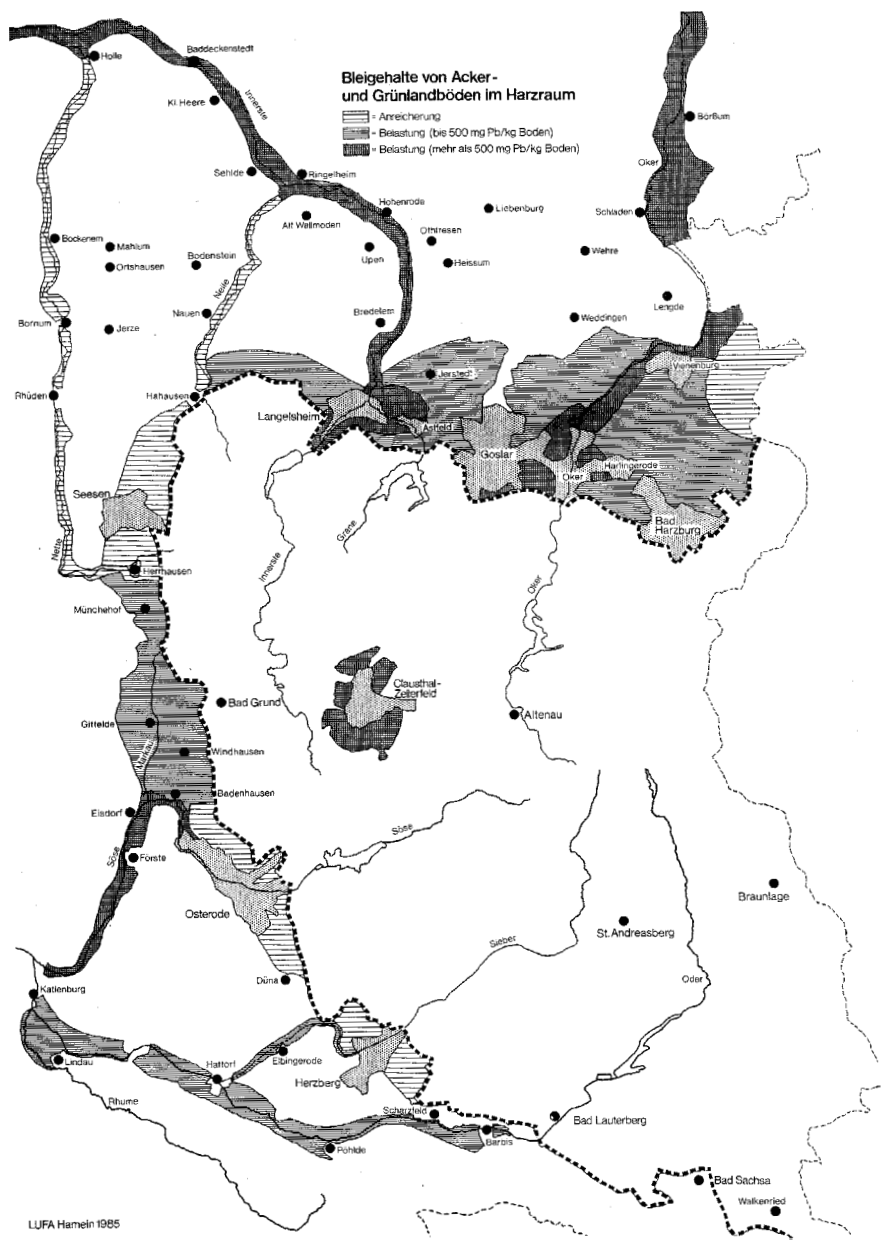 Holle
Baddeckenstedt
Kl. Heere
Innerste
Bleigehalte von Acker-
und Grünlandböden im Harzraum
= Anreicherung
= Belastung (bis 500 mg Pb/kg Boden)
= Belastung (mehr als 500 mg Pb/kg Boden)
Börßum
Oker
Sehlde
Ringelheim
Hohenrode
Liebenburg
Schladen
Alt Wallmoden
Othfresen
Bockenem
Mahlum
Ortshausen
Bodenstein
Upen
Heissum
Wehre
Neile
Lengde
Bornum
Jerze
Nauen
Bredelem
Weddingen
Vienenburg
Jerstedt
Rhüden
Hahausen
Langelsheim
Astfeld
Goslar
Oker
Harlingerode
Seesen
Bad
Harzburg
Grane
Nette
Innerste
Oker
Herrhausen
Münchehof
Clausthal-
Zellerfeld
Bad Grund
Altenau
Gittelde
Markau
Windhausen
Badenhausen
Eisdorf
Söse
Söse
Förste
Osterode
Braunlage
St. Andreasberg
Sieber
Düna
Oder
Katlenburg
Lindau
Hattorf
Elbingerode
Herzberg
Rhume
Scharzfeld
Bad Lauterberg
Barbis
Pöhlde
Bad Sachsa
Walkenried
LUFA Hameln 1985